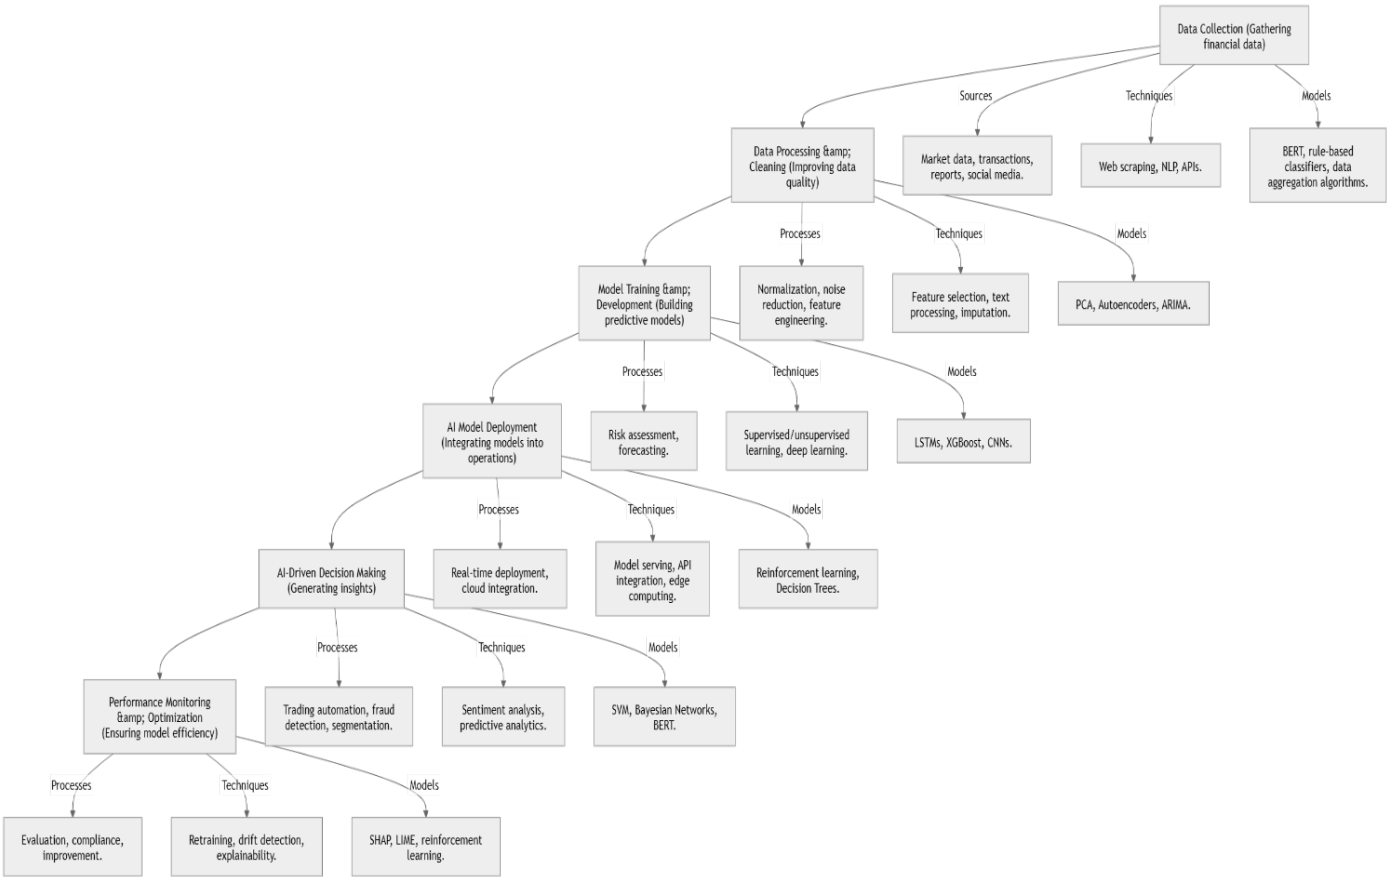 Data Collection (Gathering
financial data)
Sources
Techniques
Models
Data Processing &amp;
Cleaning (Improving data
quality)
Market data, transactions,
reports, social media.
Web scraping, NLP, APIs.
BERT, rule-based
classifiers, data
aggregation algorithms.
Processes
Techniques
Models
Model Training &amp;
Development (Building
predictive models)
Normalization, noise
reduction, feature
engineering.
Feature selection, text
processing, imputation.
PCA, Autoencoders, ARIMA.
Processes
Techniques
Models
AI Model Deployment
(Integrating models into
operations)
Risk assessment,
forecasting.
Supervised/unsupervised
learning, deep learning.
LSTMs, XGBoost, CNNs.
Processes
Techniques
Models
AI-Driven Decision Making
(Generating insights)
Real-time deployment,
cloud integration.
Model serving, API
integration, edge
computing.
Reinforcement learning,
Decision Trees.
Processes
Techniques
Models
Performance Monitoring
&amp; Optimization
(Ensuring model efficiency)
Trading automation, fraud
detection, segmentation.
Sentiment analysis,
predictive analytics.
SVM, Bayesian Networks,
BERT.
Processes
Techniques
Models
Evaluation, compliance,
improvement.
Retraining, drift detection,
explainability.
SHAP, LIME, reinforcement
learning.